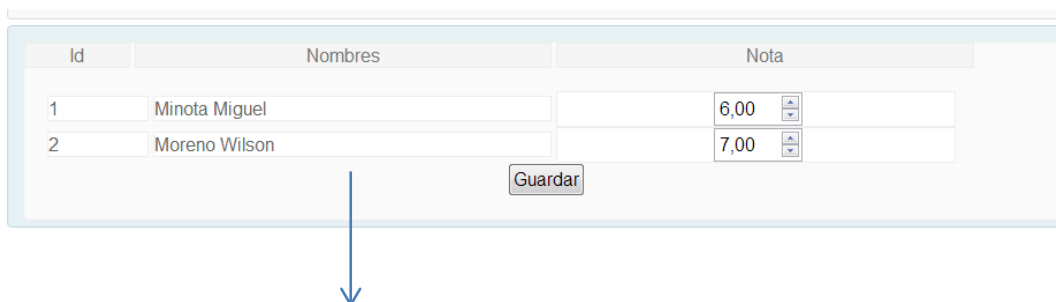 Id Nombres Nota
1 Minota Miguel 6,00
2 Moreno Wilson 7,00
Guardar